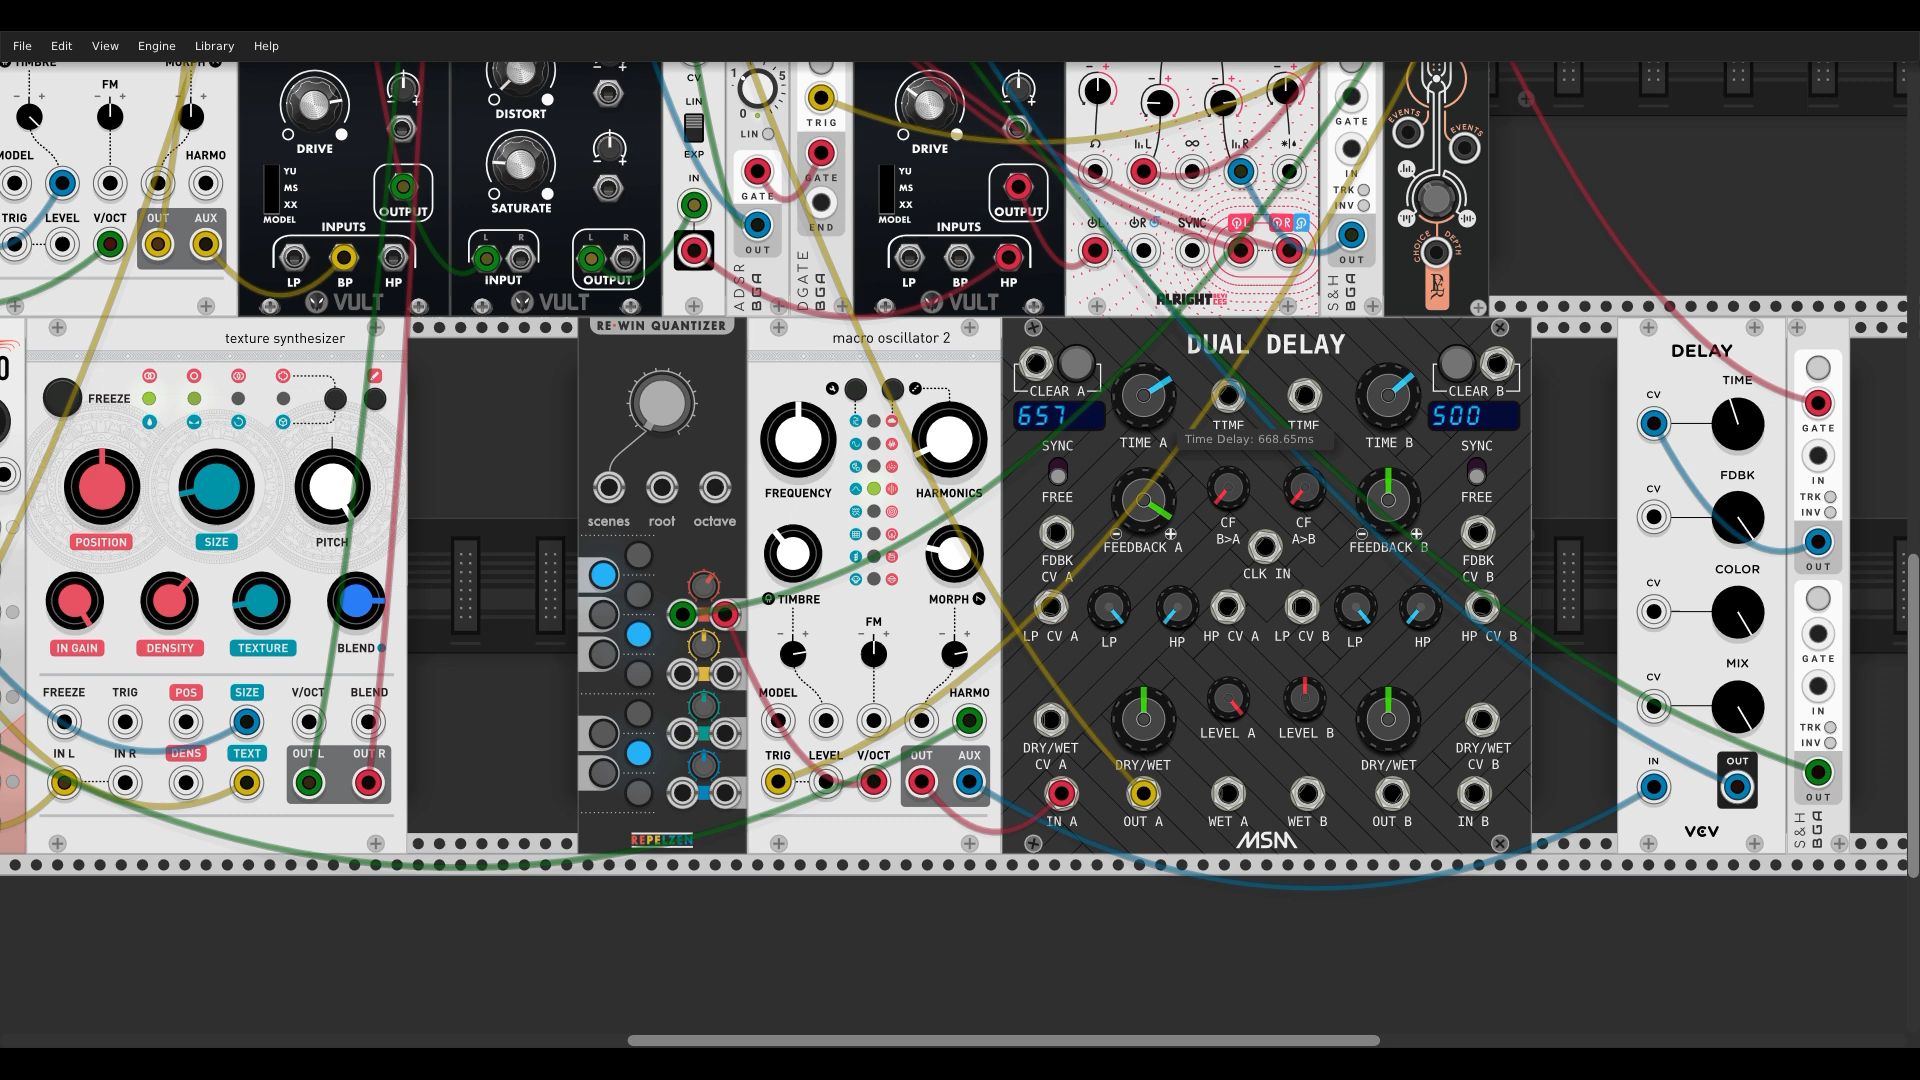 File Edit View Engine Library Help
TIMBRE
FM
MORPH
MODEL
HARMO
TRIG LEVEL V/OCT OUT AUX
DRIVE
YU
MS
XX
MODEL
OUTPUT
INPUTS
LP BP HP
VULT
DISTORT
SATURATE
L R
INPUT
L R
OUTPUT
VULT
CV
LIN
EXP
IN
1
5
0
LIN
GATE
OUT
ADSR
BGA
TRIG
GATE
END
DGATE
BGA
DRIVE
YU
MS
XX
MODEL
OUTPUT
INPUTS
LP BP HP
VULT
L
R
L
R
SYNC
L
R
ALRIGHT DEVICES
GATE
IN
TRK
INV
OUT
S&H
BGA
EVENTS
EVENTS
CHOICE
DEPTH
texture synthesizer
FREEZE
POSITION SIZE PITCH
IN GAIN DENSITY TEXTURE BLEND
FREEZE TRIG POS SIZE V/OCT BLEND
IN L IN R DENS TEXT OUT L OUT R
RE·WIN QUANTIZER
scenes root octave
REPELZEN
macro oscillator 2
FREQUENCY
HARMONICS
TIMBRE
MORPH
FM
MODEL
HARMO
TRIG LEVEL V/OCT OUT AUX
DUAL DELAY
CLEAR A
CLEAR B
657
500
TIME A
TIME
TIME
TIME B
Time Delay: 668.65ms
SYNC
SYNC
FREE
FREE
FEEDBACK A
CF
B>A
CF
A>B
FEEDBACK B
CLK IN
FDBK
CV A
FDBK
CV B
LP CV A
LP
HP
HP CV A
LP CV B
LP
HP
HP CV B
LEVEL A
LEVEL B
DRY/WET
CV A
DRY/WET
DRY/WET
DRY/WET
CV B
IN A
OUT A
WET A
WET B
OUT B
IN B
MSM
DELAY
TIME
CV
FDBK
CV
COLOR
CV
MIX
CV
IN
OUT
VCV
GATE
IN
TRK
INV
OUT
GATE
IN
TRK
INV
OUT
S&H
BGA